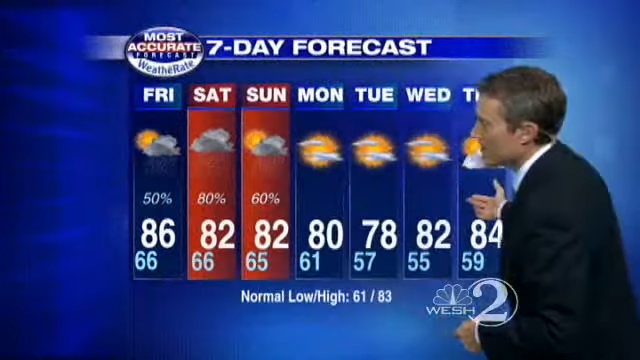 MOST
ACCURATE
FORECAST
WeatheRate
7-DAY FORECAST
FRI SAT SUN MON TUE WED
50% 80% 60%
86 82 82 80 78 82 84
66 66 65 61 57 55 59
Normal Low/High: 61 / 83
WESH 2